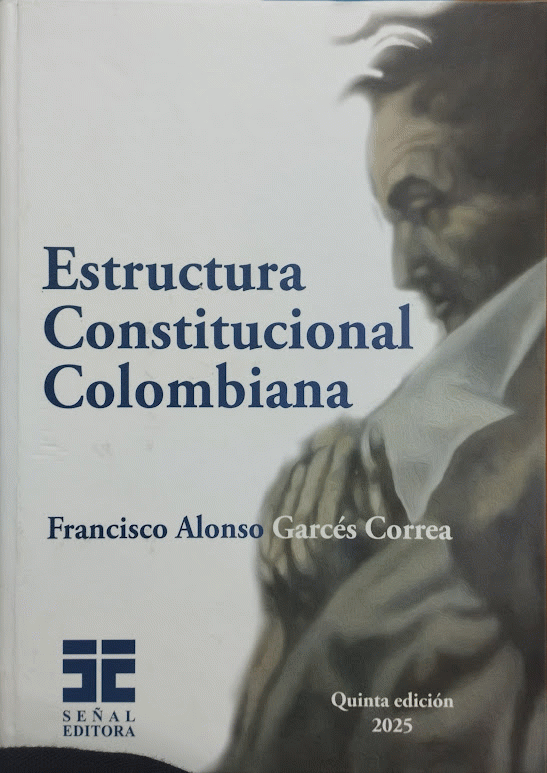 Estructura
Constitucional
Colombiana
Francisco Alonso Garcés Correa
SEÑAL
EDITORA
Quinta edición
2025